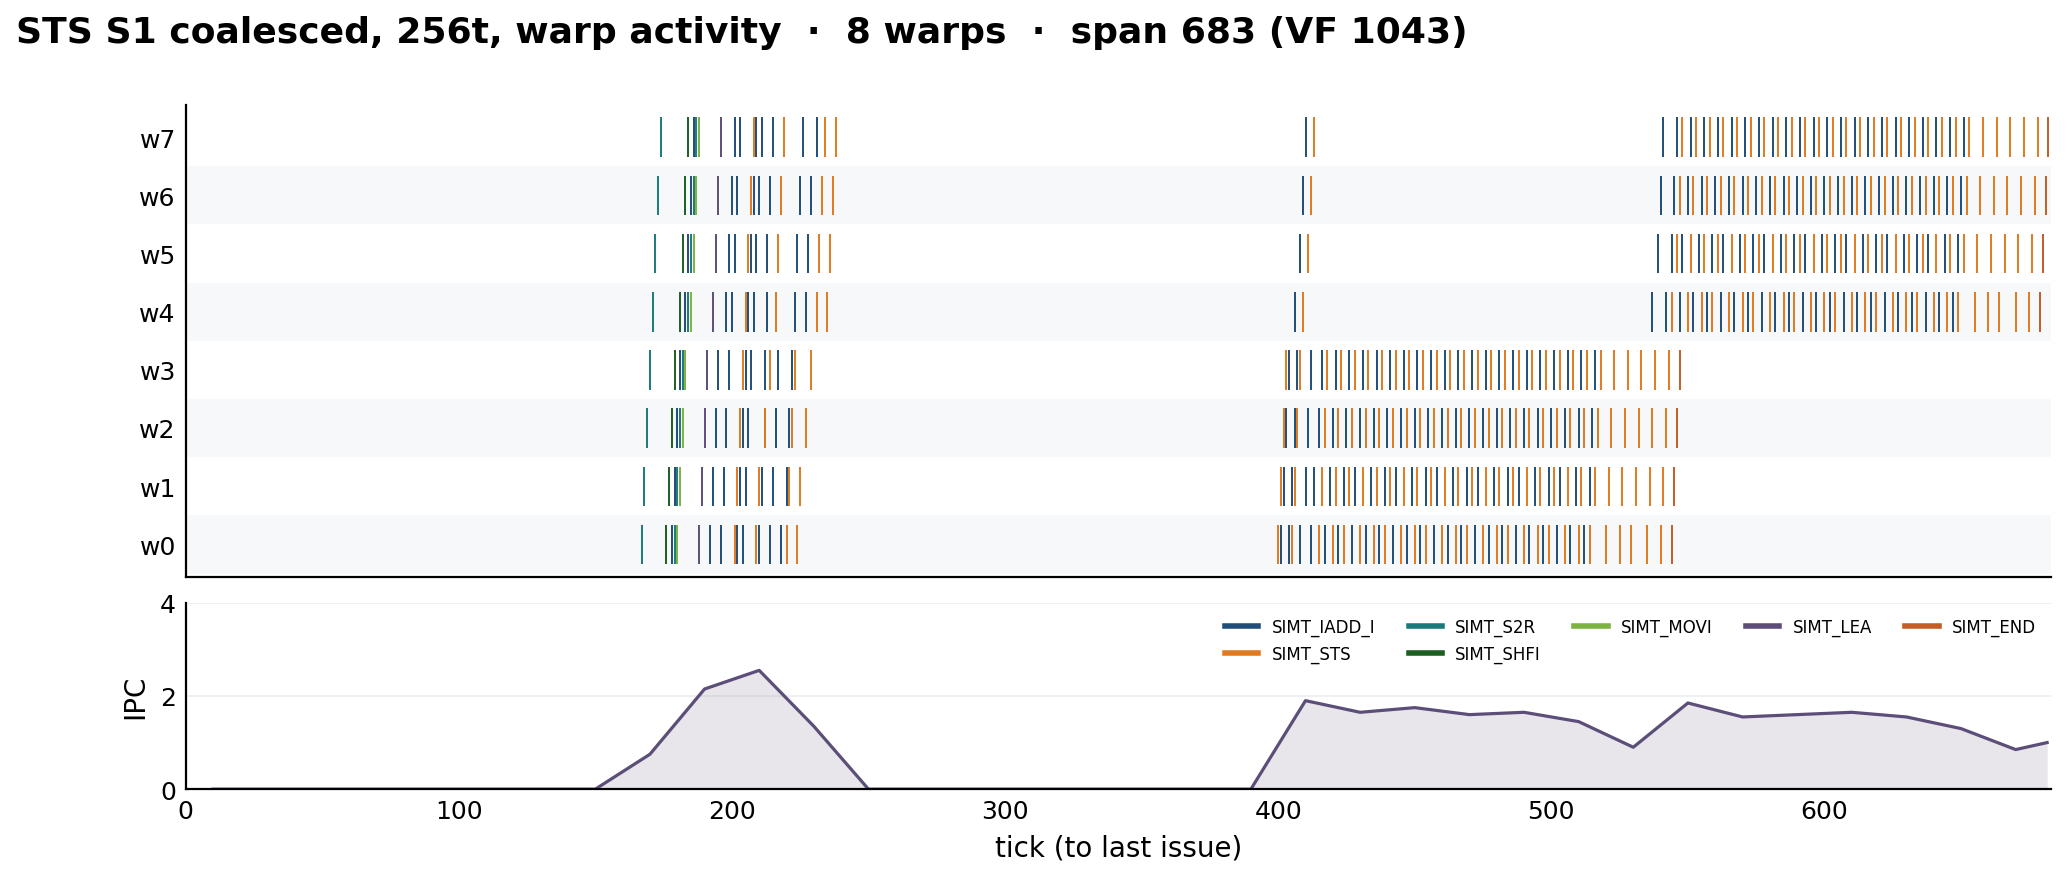 STS S1 coalesced, 256t, warp activity · 8 warps · span 683 (VF 1043)
w7
w6
w5
w4
w3
w2
w1
w0
4
2
0
IPC
SIMT_IADD_I
SIMT_S2R
SIMT_MOVI
SIMT_LEA
SIMT_END
SIMT_STS
SIMT_SHFI
0 100 200 300 400 500 600
tick (to last issue)